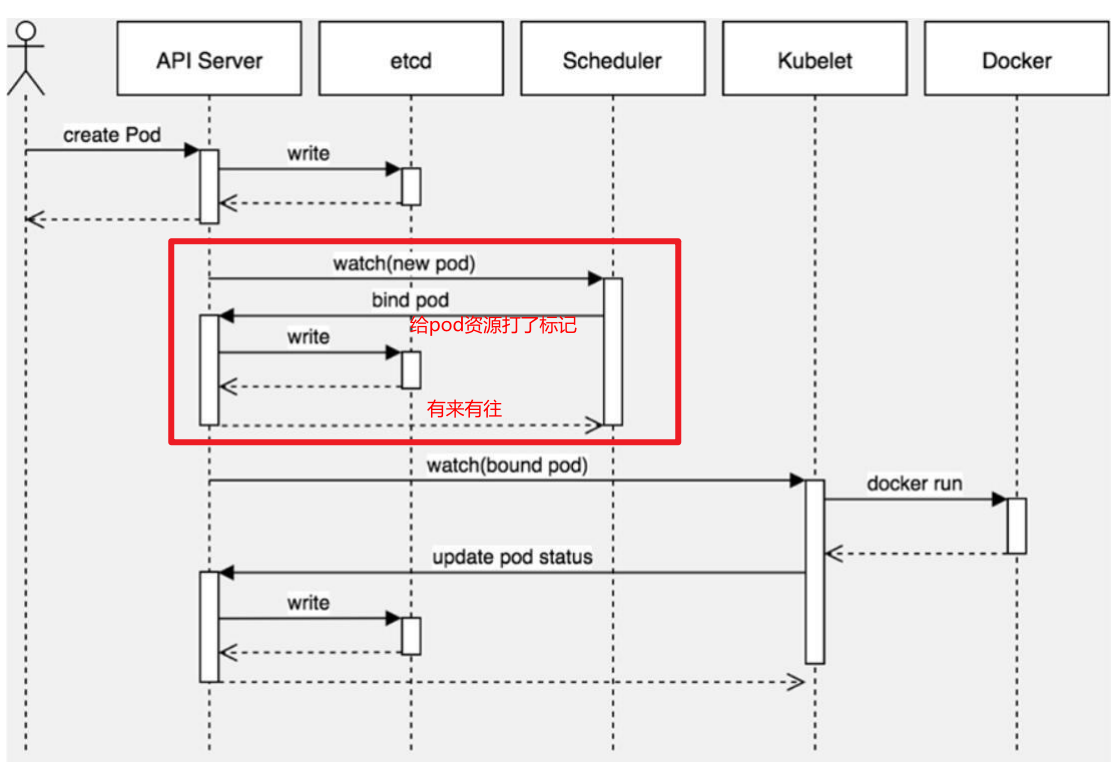 API Server
etcd
Scheduler
Kubelet
Docker
create Pod
write
watch(new pod)
bind pod
给pod资源打了标记
write
有来有往
watch(bound pod)
docker run
update pod status
write